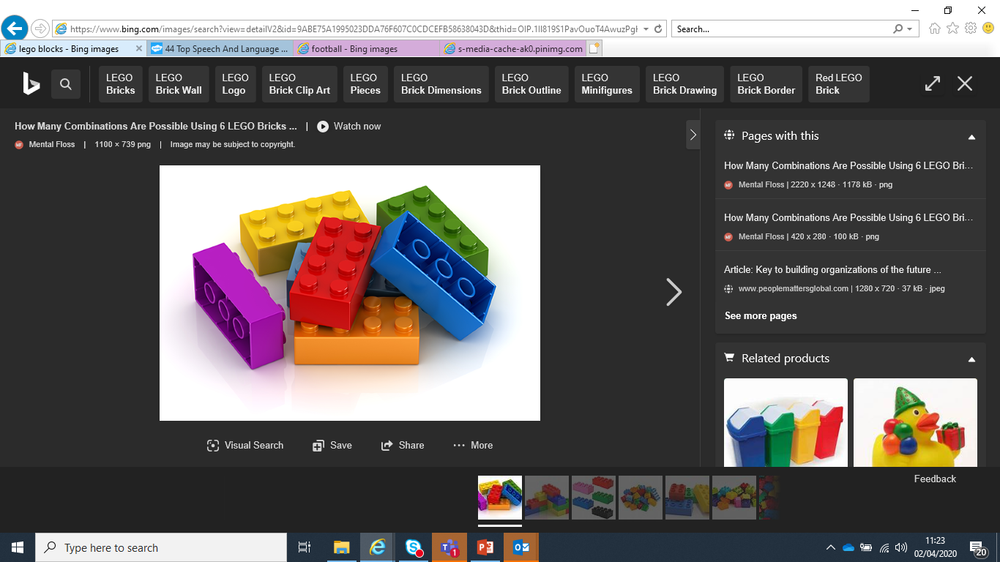 https://www.bing.com/images/search?view=detailV2&id=9ABE75A1995023DDA76F607C0CDCEFB58638043D&thid=OIP.1II819S1PavOuoT4AwuzPgH
Search...
lego blocks - Bing images
44 Top Speech And Language ...
football - Bing images
s-media-cache-ak0.pinimg.com
LEGO
Bricks
LEGO
Brick Wall
LEGO
Logo
LEGO
Brick Clip Art
LEGO
Pieces
LEGO
Brick Dimensions
LEGO
Brick Outline
LEGO
Minifigures
LEGO
Brick Drawing
LEGO
Brick Border
Red LEGO
Brick
How Many Combinations Are Possible Using 6 LEGO Bricks ... | Watch now
MF Mental Floss | 1100 × 739 png | Image may be subject to copyright.
Visual Search
Save
Share
More
Pages with this
How Many Combinations Are Possible Using 6 LEGO Bri...
MF Mental Floss | 2220 x 1248 · 1178 kB · png
How Many Combinations Are Possible Using 6 LEGO Bri...
MF Mental Floss | 420 x 280 · 100 kB · png
Article: Key to building organizations of the future ...
www.peoplemattersglobal.com | 1280 x 720 · 37 kB · jpeg
See more pages
Related products
Feedback
Type here to search
1
11:23
02/04/2020
20